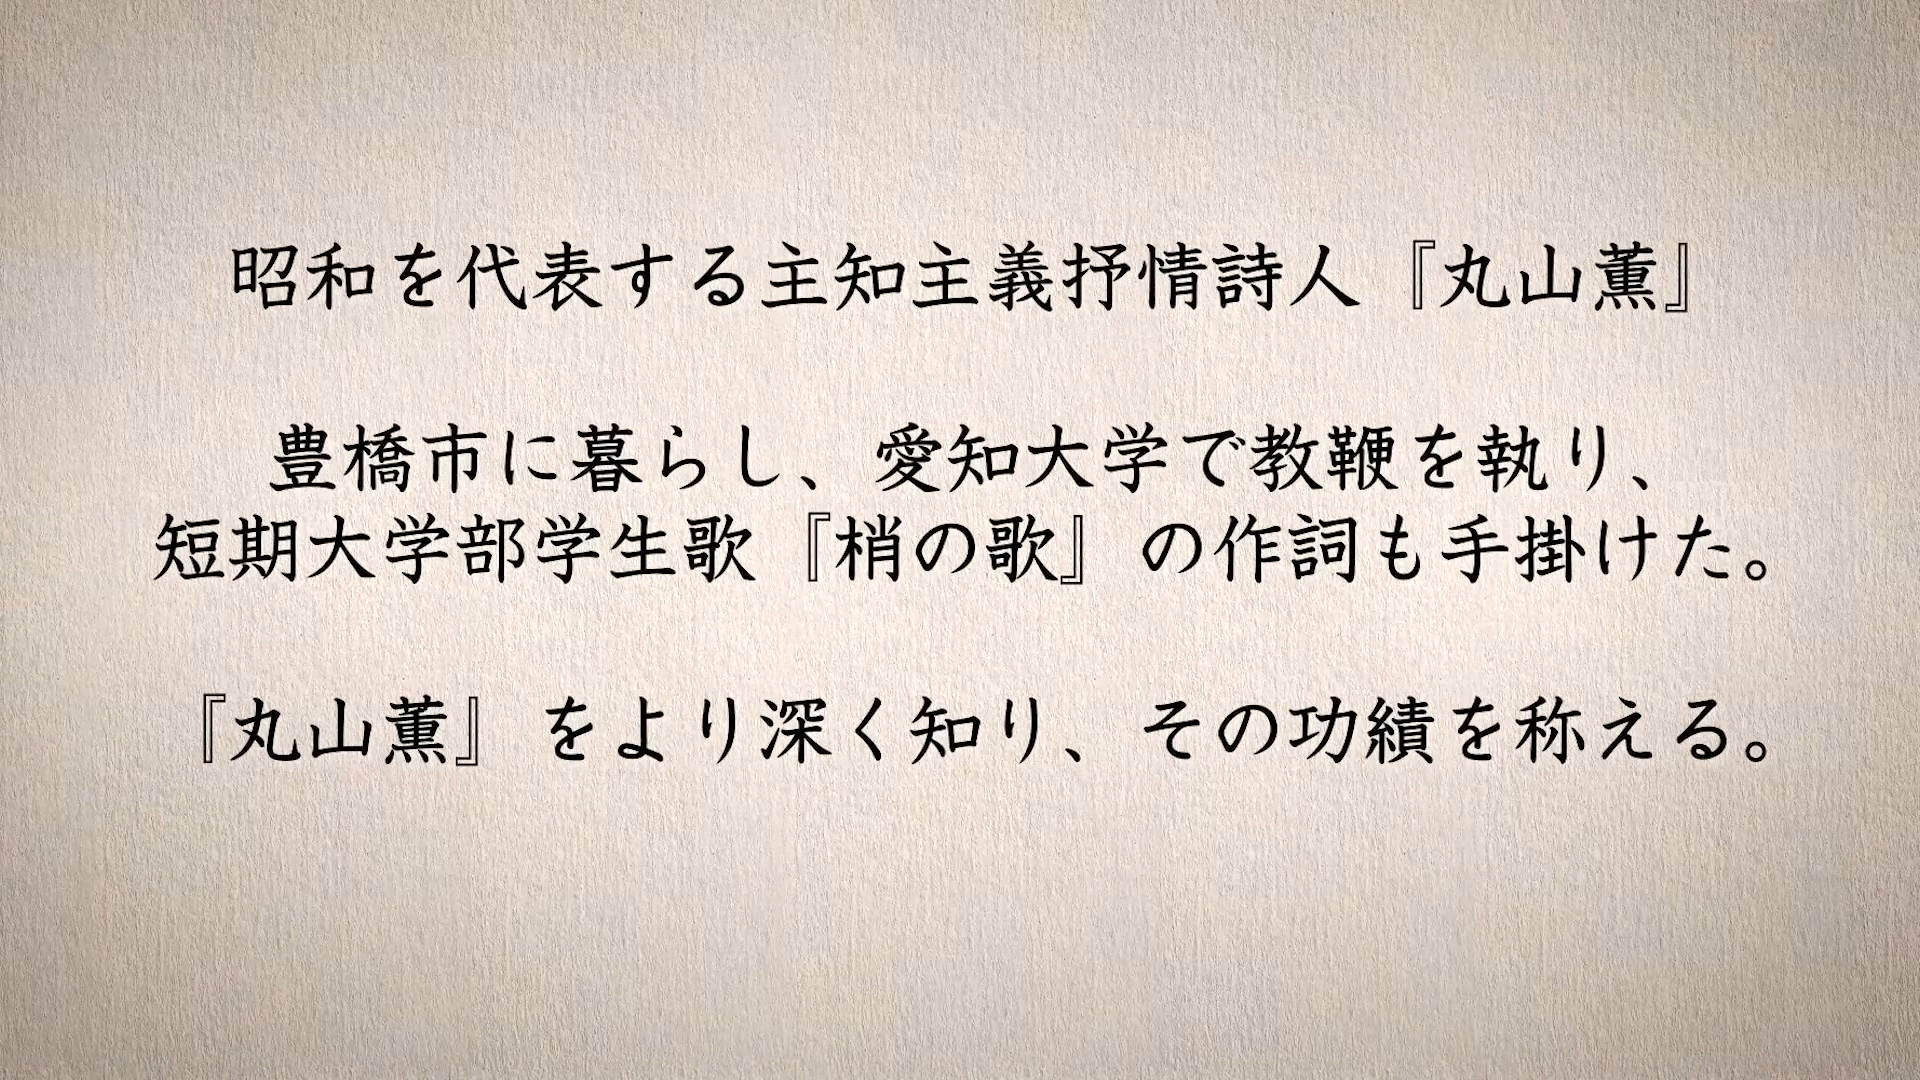 昭和を代表する主知主義抒情詩人『丸山薫』
豊橋市に暮らし、愛知大学で教鞭を執り、
短期大学部学生歌『梢の歌』の作詞も手掛けた。
『丸山薫』をより深く知り、その功績を称える。